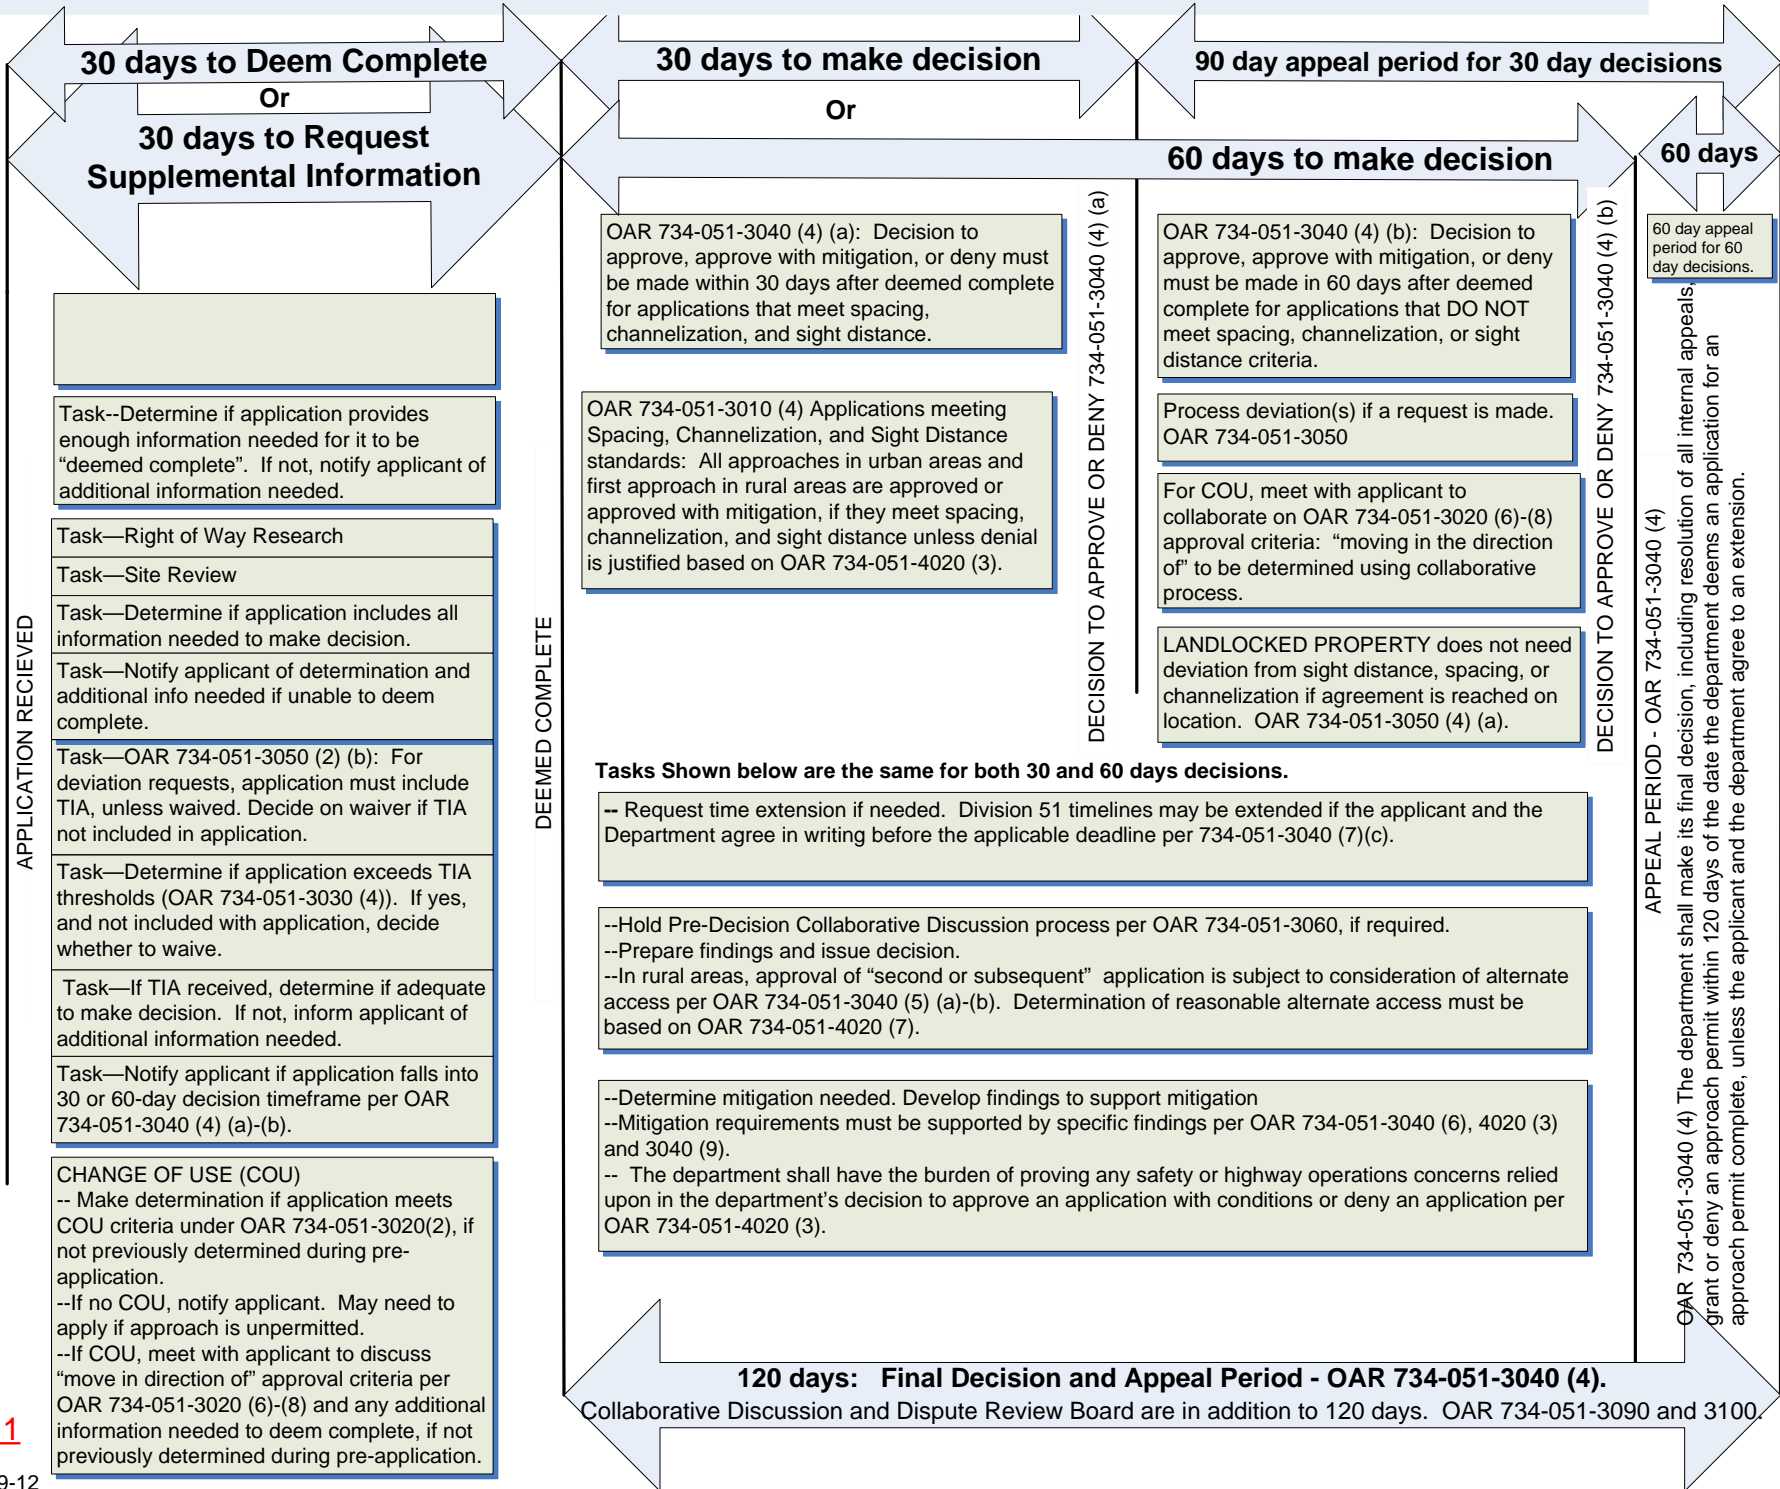 30 days to Deem Complete
Or
30 days to Request
Supplemental Information
30 days to make decision
Or
60 days to make decision
90 day appeal period for 30 day decisions
60 days
60 day appeal
period for 60
day decisions.
APPLICATION RECIEVED
Task--Determine if application provides
enough information needed for it to be
“deemed complete”. If not, notify applicant of
additional information needed.
Task—Right of Way Research
Task—Site Review
Task—Determine if application includes all
information needed to make decision.
Task—Notify applicant of determination and
additional info needed if unable to deem
complete.
Task—OAR 734-051-3050 (2) (b): For
deviation requests, application must include
TIA, unless waived. Decide on waiver if TIA
not included in application.
Task—Determine if application exceeds TIA
thresholds (OAR 734-051-3030 (4)). If yes,
and not included with application, decide
whether to waive.
Task—If TIA received, determine if adequate
to make decision. If not, inform applicant of
additional information needed.
Task—Notify applicant if application falls into
30 or 60-day decision timeframe per OAR
734-051-3040 (4) (a)-(b).
CHANGE OF USE (COU)
-- Make determination if application meets
COU criteria under OAR 734-051-3020(2), if
not previously determined during pre-
application.
--If no COU, notify applicant. May need to
apply if approach is unpermitted.
--If COU, meet with applicant to discuss
“move in direction of” approval criteria per
OAR 734-051-3020 (6)-(8) and any additional
information needed to deem complete, if not
previously determined during pre-application.
DEEMED COMPLETE
OAR 734-051-3040 (4) (a): Decision to
approve, approve with mitigation, or deny must
be made within 30 days after deemed complete
for applications that meet spacing,
channelization, and sight distance.
OAR 734-051-3010 (4) Applications meeting
Spacing, Channelization, and Sight Distance
standards: All approaches in urban areas and
first approach in rural areas are approved or
approved with mitigation, if they meet spacing,
channelization, and sight distance unless denial
is justified based on OAR 734-051-4020 (3).
DECISION TO APPROVE OR DENY 734-051-3040 (4) (a)
OAR 734-051-3040 (4) (b): Decision to
approve, approve with mitigation, or deny
must be made in 60 days after deemed
complete for applications that DO NOT
meet spacing, channelization, or sight
distance criteria.
Process deviation(s) if a request is made.
OAR 734-051-3050
For COU, meet with applicant to
collaborate on OAR 734-051-3020 (6)-(8)
approval criteria: “moving in the direction
of” to be determined using collaborative
process.
LANDLOCKED PROPERTY does not need
deviation from sight distance, spacing, or
channelization if agreement is reached on
location. OAR 734-051-3050 (4) (a).
DECISION TO APPROVE OR DENY 734-051-3040 (4) (b)
Tasks Shown below are the same for both 30 and 60 days decisions.
-- Request time extension if needed. Division 51 timelines may be extended if the applicant and the
Department agree in writing before the applicable deadline per 734-051-3040 (7)(c).
--Hold Pre-Decision Collaborative Discussion process per OAR 734-051-3060, if required.
--Prepare findings and issue decision.
--In rural areas, approval of “second or subsequent” application is subject to consideration of alternate
access per OAR 734-051-3040 (5) (a)-(b). Determination of reasonable alternate access must be
based on OAR 734-051-4020 (7).
--Determine mitigation needed. Develop findings to support mitigation
--Mitigation requirements must be supported by specific findings per OAR 734-051-3040 (6), 4020 (3)
and 3040 (9).
-- The department shall have the burden of proving any safety or highway operations concerns relied
upon in the department’s decision to approve an application with conditions or deny an application per
OAR 734-051-4020 (3).
APPEAL PERIOD - OAR 734-051-3040 (4)
OAR 734-051-3040 (4) The department shall make its final decision, including resolution of all internal appeals,
grant or deny an approach permit within 120 days of the date the department deems an application for an
approach permit complete, unless the applicant and the department agree to an extension.
120 days: Final Decision and Appeal Period - OAR 734-051-3040 (4).
Collaborative Discussion and Dispute Review Board are in addition to 120 days. OAR 734-051-3090 and 3100.
1
9-12